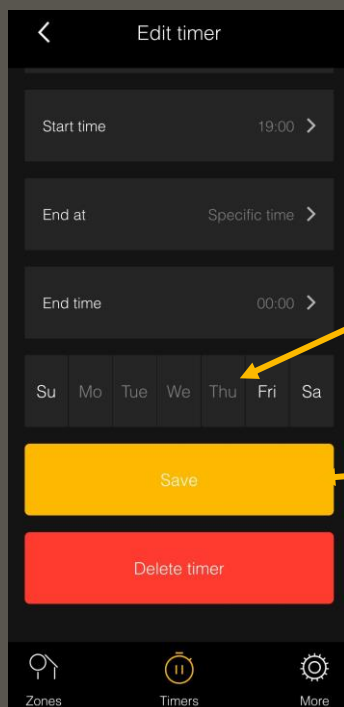 Edit timer
Start time 19:00
End at Specific time
End time 00:00
Su Mo Tue We Thu Fri Sa
Save
Delete timer
Zones Timers More